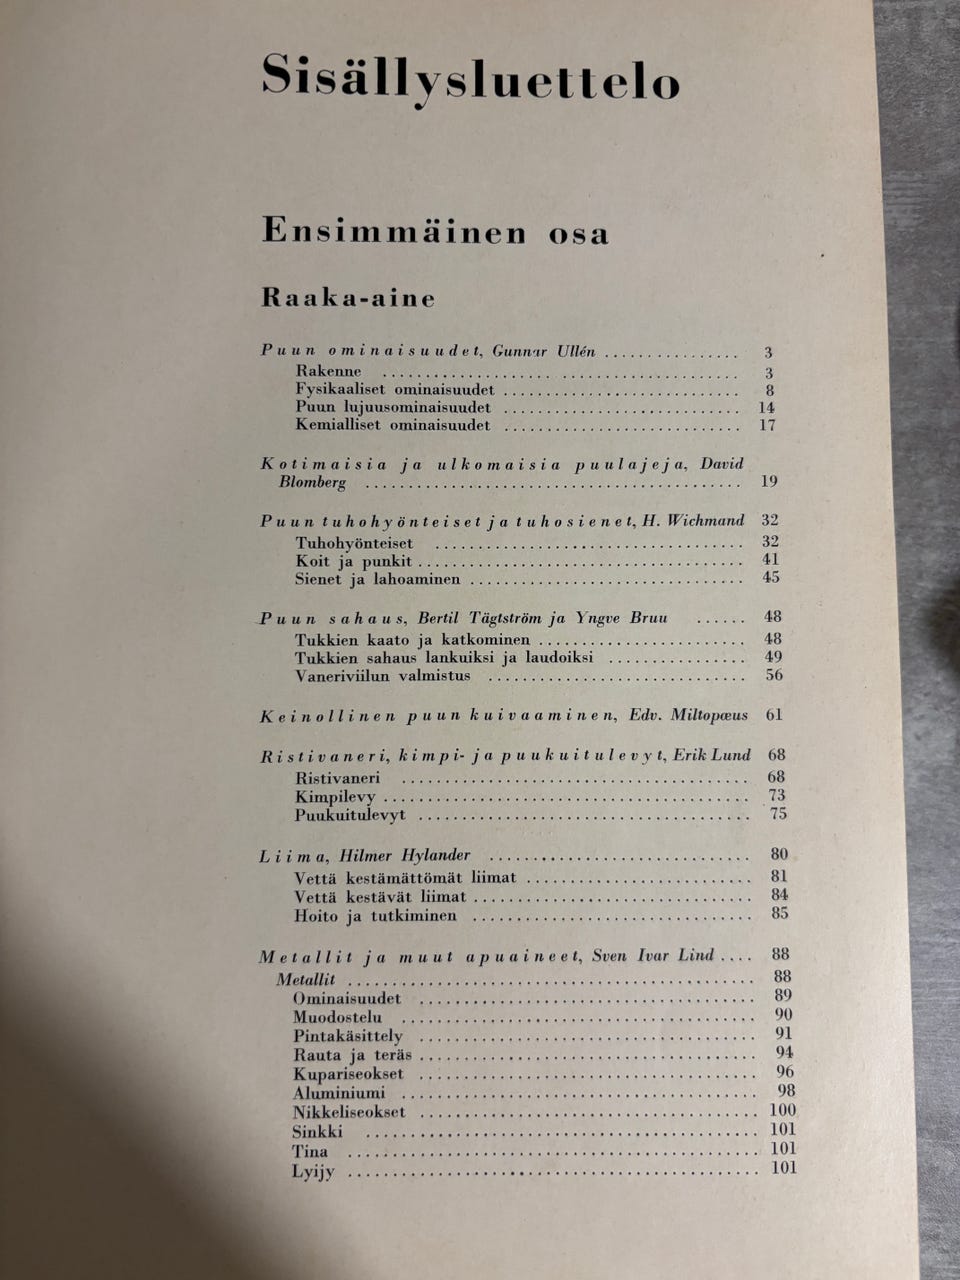 Sisällysluettelo
Ensimmäinen osa
Raaka-aine
Puun ominaisuudet, Gunnar Ullén ................ 3
Rakenne .......................................... 3
Fysikaaliset ominaisuudet ............................ 8
Puun lujuusominaisuudet ............................ 14
Kemialliset ominaisuudet ............................ 17
Kotimaisia ja ulkomaisia puulajeja, David
Blomberg ............................................. 19
Puun tuhohyönteiset ja tuhosienet, H. Wichmand 32
Tuhohyönteiset ..................................... 32
Koit ja punkit ....................................... 41
Sienet ja lahoaminen ................................. 45
Puun sahaus, Bertil Tägtström ja Yngve Bruu ...... 48
Tukkien kaato ja katkominen ......................... 48
Tukkien sahaus lankuiksi ja laudoiksi ................. 49
Vaneriviilun valmistus ............................... 56
Keinollinen puun kuivaaminen, Edv. Miltopæus 61
Ristivaneri, kimpi- ja puukuitulevyt, Erik Lund 68
Ristivaneri .......................................... 68
Kimpilevy ............................................ 73
Puukuitulevyt ........................................ 75
Liima, Hilmer Hylander ............................... 80
Vettä kestämättömät liimat ........................... 81
Vettä kestävät liimat ................................. 84
Hoito ja tutkiminen .................................. 85
Metallit ja muut apuaineet, Sven Ivar Lind .... 88
Metallit ................................................ 88
Ominaisuudet ........................................ 89
Muodostelu .......................................... 90
Pintakäsittely ........................................ 91
Rauta ja teräs ........................................ 94
Kupariseokset ........................................ 96
Aluminiumi .......................................... 98
Nikkeliseokset ........................................ 100
Sinkki ............................................... 101
Tina ................................................. 101
Lyijy ................................................. 101